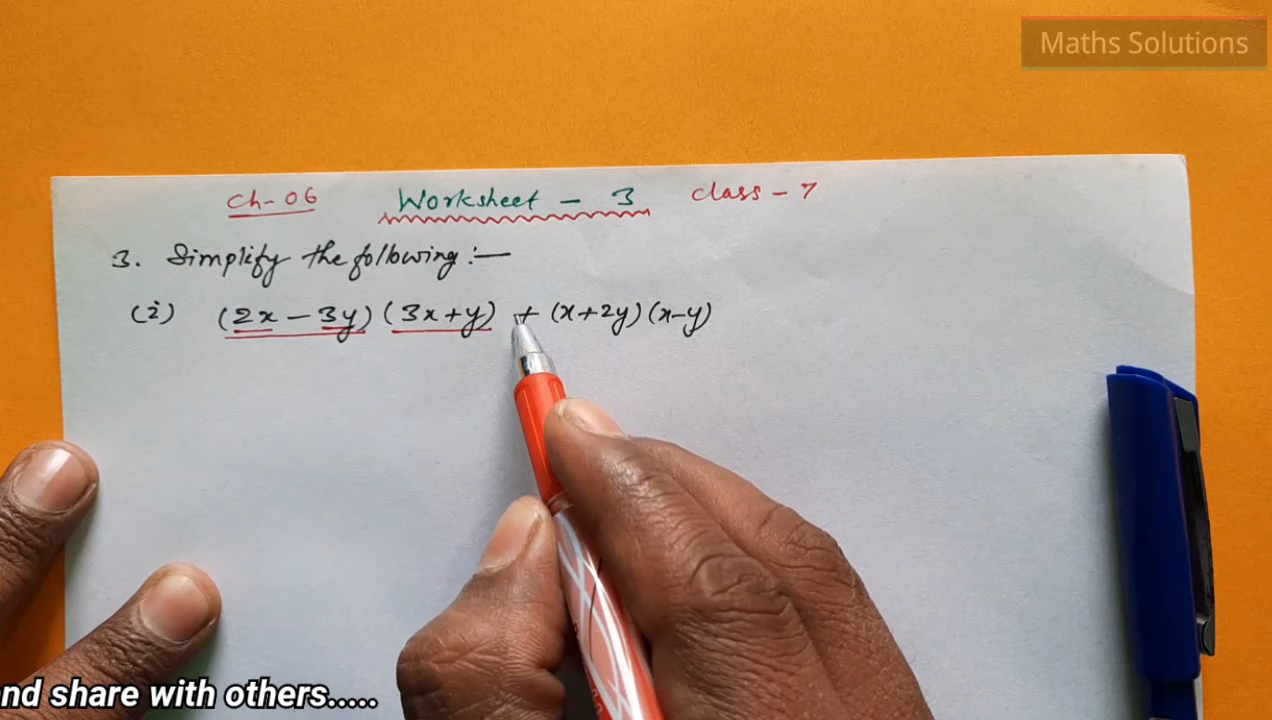 Maths Solutions
Ch-06 Worksheet - 3 Class - 7
3. Simplify the following :—
(i) (2x - 3y) (3x + y) + (x + 2y) (x - y)
nd share with others.....